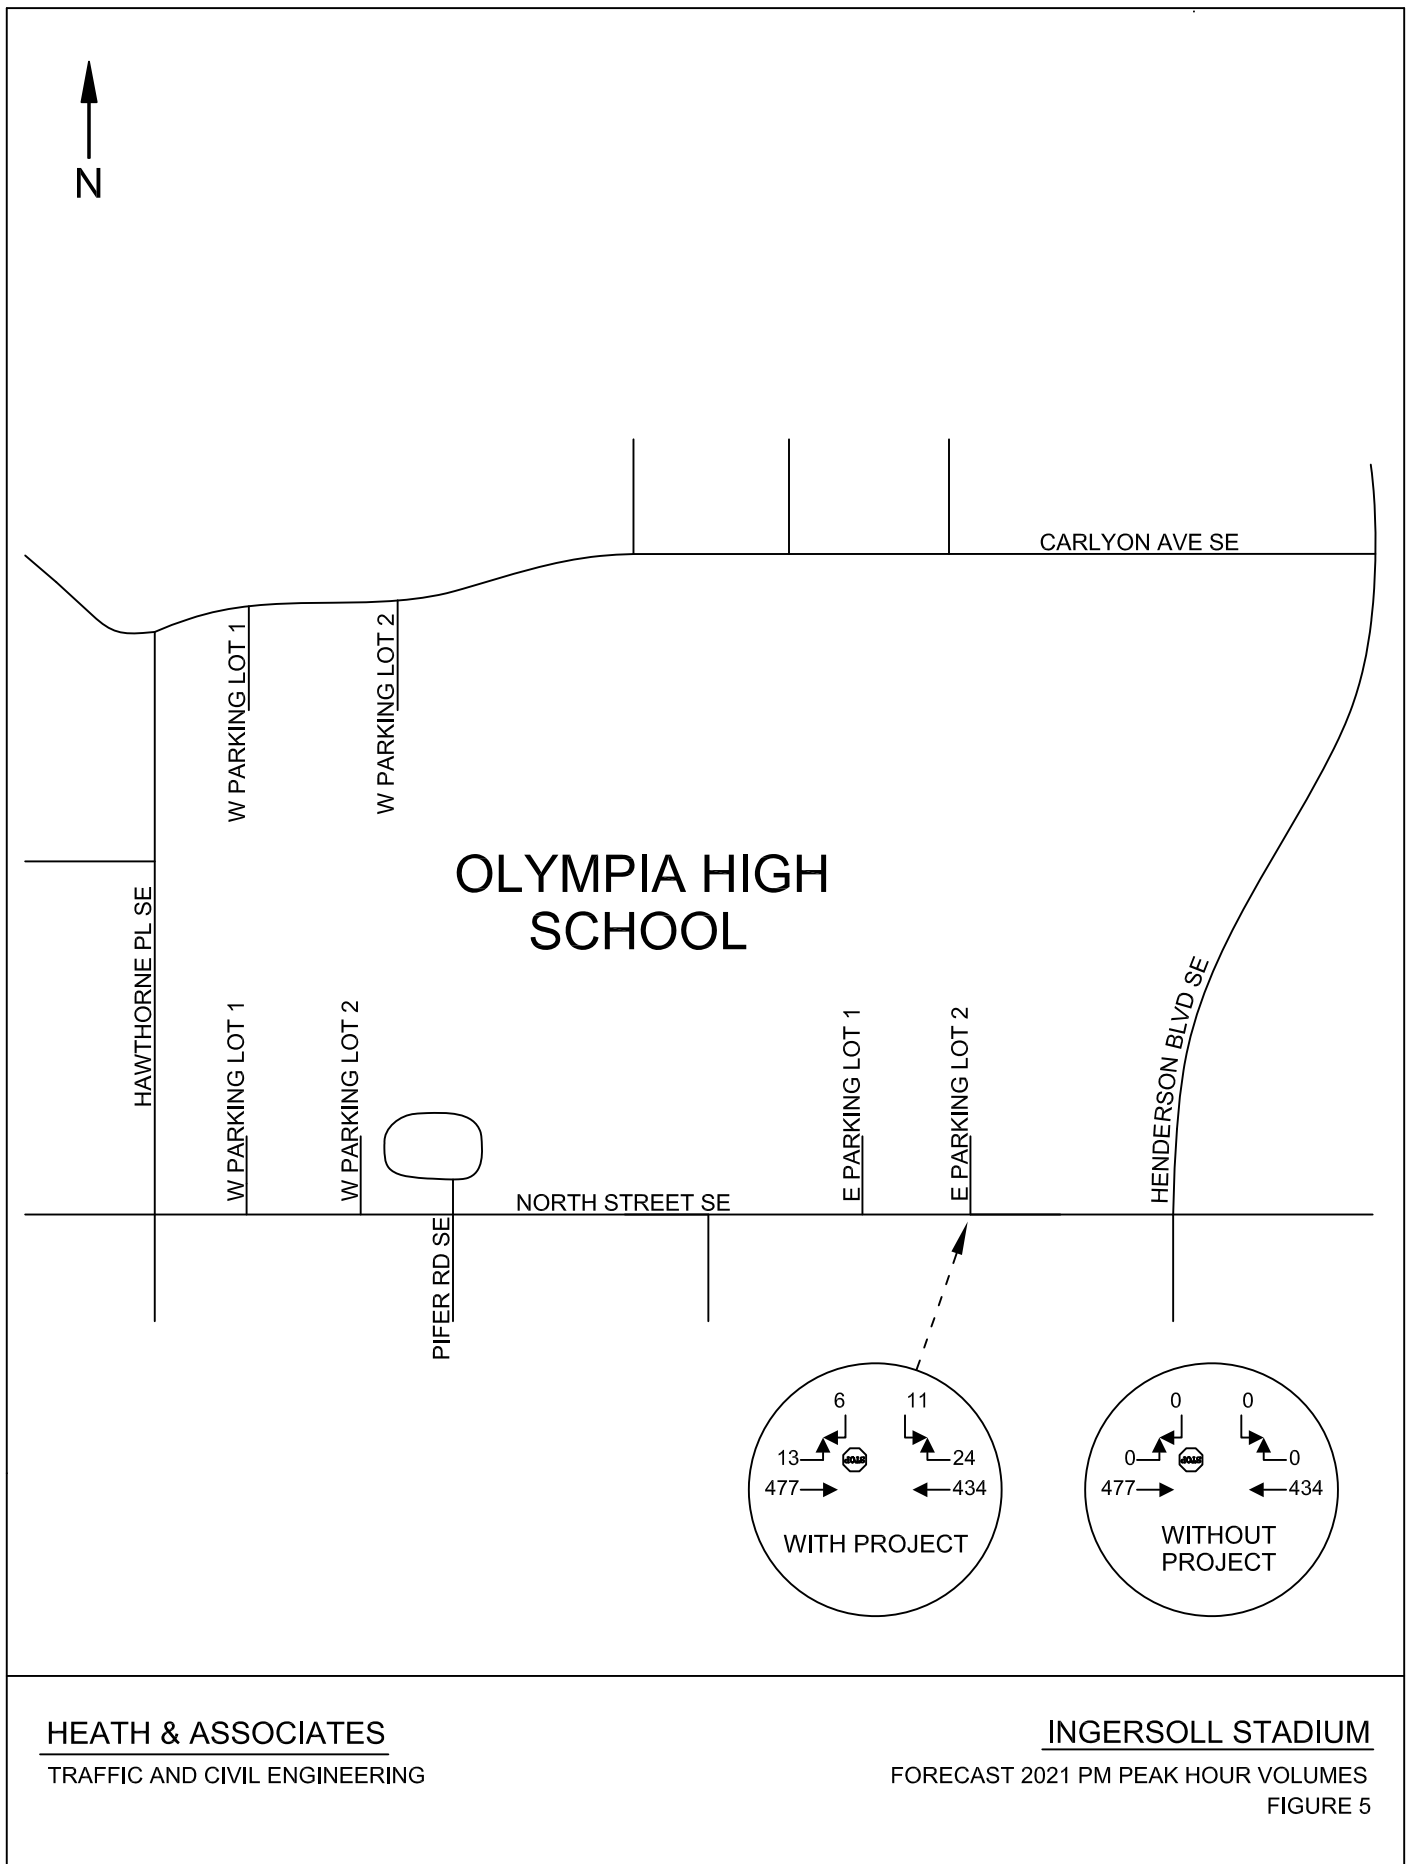 N
CARLYON AVE SE
W PARKING LOT 1
W PARKING LOT 2
OLYMPIA HIGH
SCHOOL
HAWTHORNE PL SE
HENDERSON BLVD SE
W PARKING LOT 1
W PARKING LOT 2
E PARKING LOT 1
E PARKING LOT 2
NORTH STREET SE
PIFER RD SE
6 11
13 STOP 24
477 434
WITH PROJECT
0 0
0 STOP 0
477 434
WITHOUT
PROJECT
HEATH & ASSOCIATES
TRAFFIC AND CIVIL ENGINEERING
INGERSOLL STADIUM
FORECAST 2021 PM PEAK HOUR VOLUMES
FIGURE 5